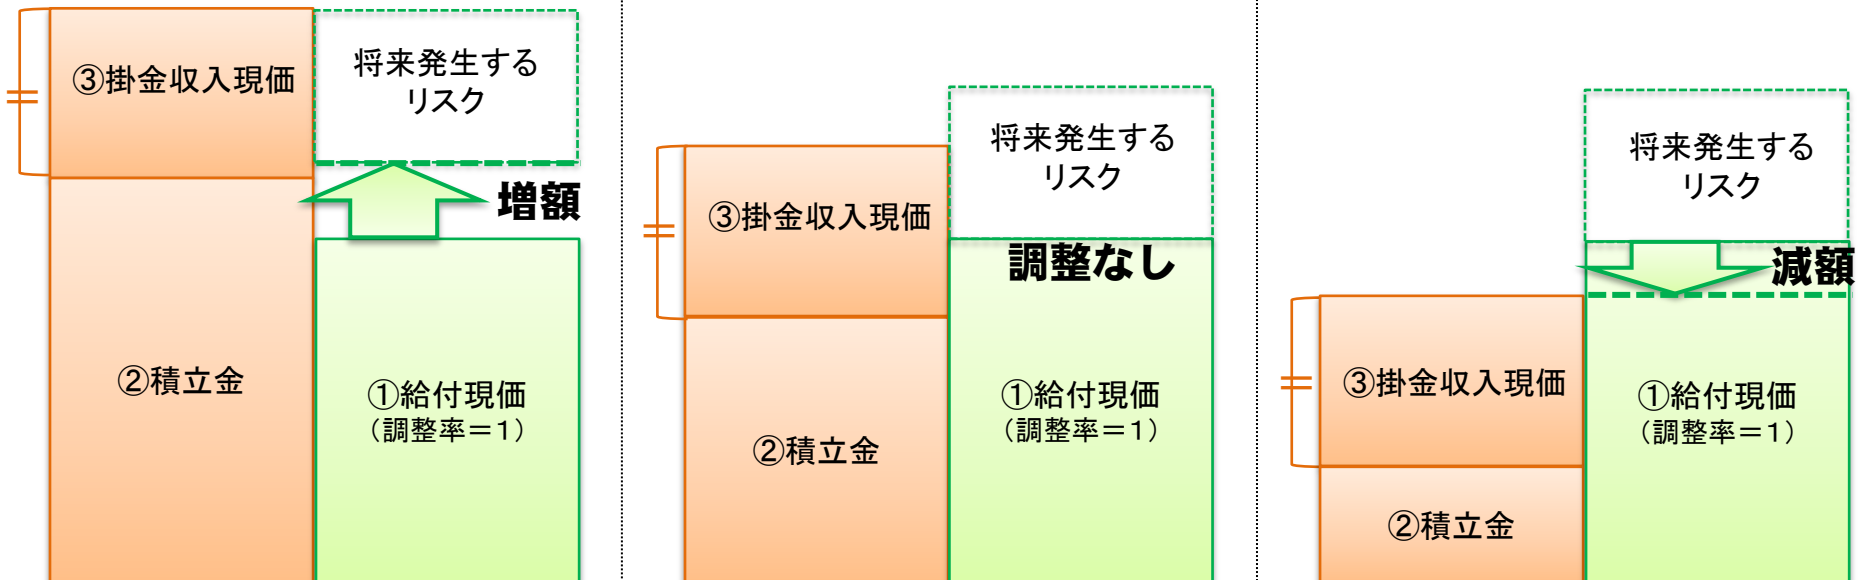 ③掛金収入現価
将来発生する
リスク
増額
②積立金
①給付現価
（調整率＝1）
将来発生する
リスク
③掛金収入現価
調整なし
②積立金
①給付現価
（調整率＝1）
将来発生する
リスク
減額
③掛金収入現価
①給付現価
（調整率＝1）
②積立金